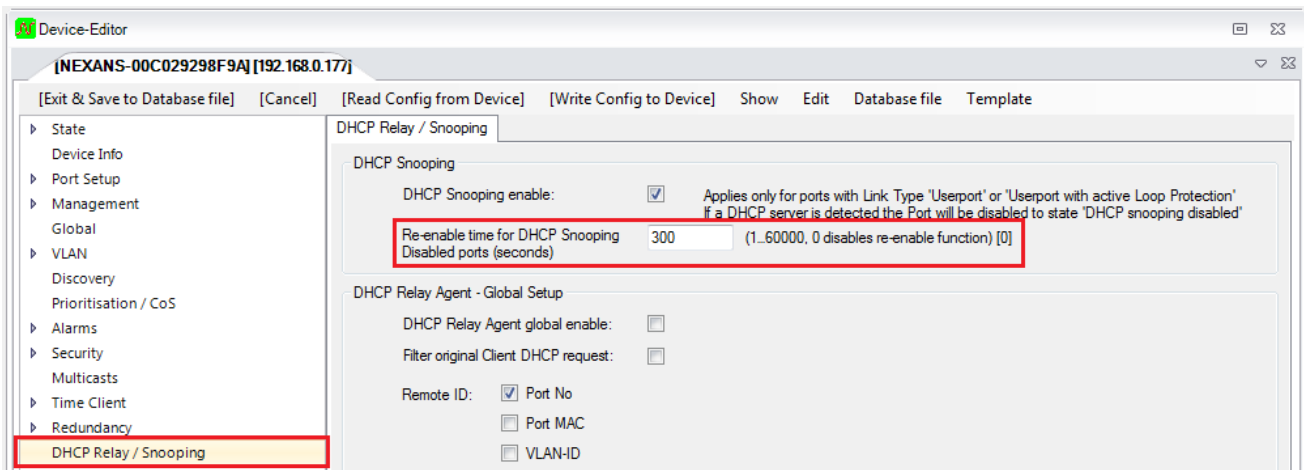 Device-Editor
[NEXANS-00C029298F9A] [192.168.0.177]
[Exit & Save to Database file] [Cancel] [Read Config from Device] [Write Config to Device] Show Edit Database file Template
State
Device Info
Port Setup
Management
Global
VLAN
Discovery
Prioritisation / CoS
Alarms
Security
Multicasts
Time Client
Redundancy
DHCP Relay / Snooping
DHCP Relay / Snooping
DHCP Snooping
DHCP Snooping enable:
Applies only for ports with Link Type 'Userport' or 'Userport with active Loop Protection'
If a DHCP server is detected the Port will be disabled to state 'DHCP snooping disabled'
Re-enable time for DHCP Snooping
Disabled ports (seconds)
300 (1...60000, 0 disables re-enable function) [0]
DHCP Relay Agent - Global Setup
DHCP Relay Agent global enable:
Filter original Client DHCP request:
Remote ID: Port No
Port MAC
VLAN-ID